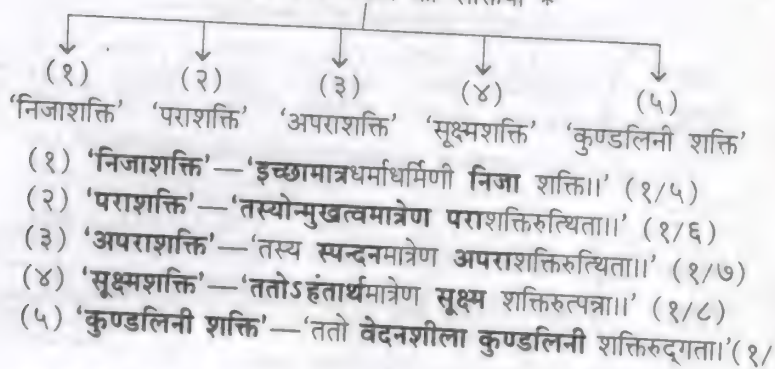 (१) (२) (३) (४) (५)
‘निजाशक्ति’ ‘पराशक्ति’ ‘अपराशक्ति’ ‘सूक्ष्मशक्ति’ ‘कुण्डलिनी शक्ति’
(१) ‘निजाशक्ति’—‘इच्छामात्रधर्माधर्मिणी निजा शक्ति।।’ (१/५)
(२) ‘पराशक्ति’—‘तस्योन्मुखत्वमात्रेण पराशक्तिरुत्थिता।।’ (१/६)
(३) ‘अपराशक्ति’—‘तस्य स्पन्दनमात्रेण अपराशक्तिरुत्थिता।।’ (१/७)
(४) ‘सूक्ष्मशक्ति’—‘ततोऽहंतार्थमात्रेण सूक्ष्म शक्तिरुत्पन्ना।।’ (१/८)
(५) ‘कुण्डलिनी शक्ति’—‘ततो वेदनशीला कुण्डलिनी शक्तिरुद्गता।’(१/